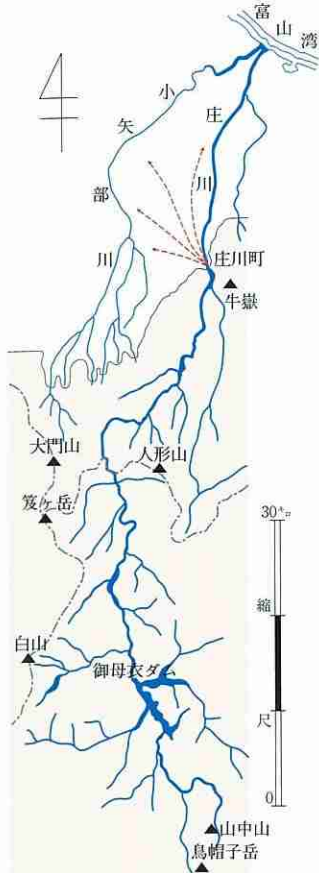 富山湾
小矢部川
庄川
庄川町
牛嶽
大門山
人形山
笈ヶ岳
30キロ
縮尺
0
白山
御母衣ダム
山中山
烏帽子岳